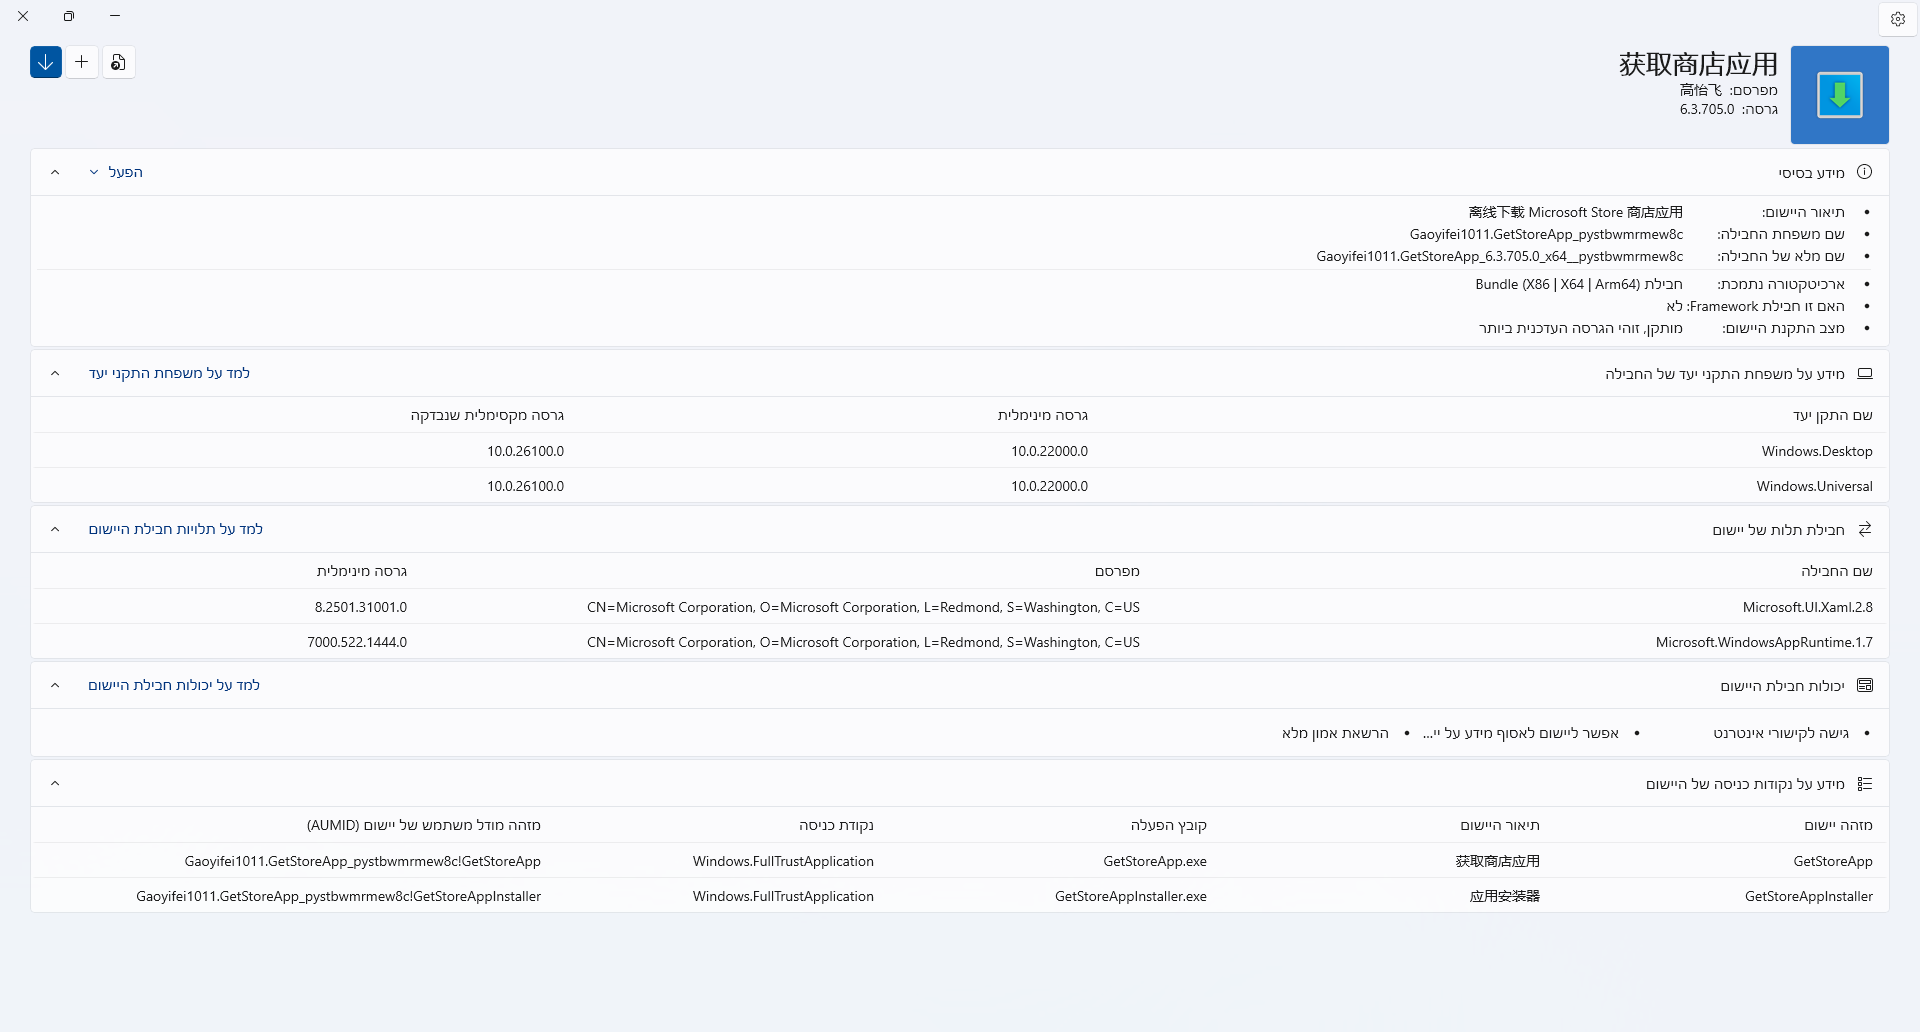 获取商店应用
מפרסם: 高怡飞
גרסה: 6.3.705.0
מידע בסיסי
הפעל
תיאור היישום: 离线下载 Microsoft Store 商店应用
שם משפחת החבילה: Gaoyifei1011.GetStoreApp_pystbwmrmew8c
שם מלא של החבילה: Gaoyifei1011.GetStoreApp_6.3.705.0_x64__pystbwmrmew8c
ארכיטקטורה נתמכת: חבילת Bundle (X86 | X64 | Arm64)
האם זו חבילת Framework: לא
מצב התקנת היישום: מותקן, זוהי הגרסה העדכנית ביותר
מידע על משפחת התקני יעד של החבילה
למד על משפחת התקני יעד
שם התקן יעד גרסה מינימלית גרסה מקסימלית שנבדקה
Windows.Desktop 10.0.22000.0 10.0.26100.0
Windows.Universal 10.0.22000.0 10.0.26100.0
חבילת תלות של יישום
למד על תלויות חבילת היישום
שם החבילה מפרסם גרסה מינימלית
Microsoft.UI.Xaml.2.8 CN=Microsoft Corporation, O=Microsoft Corporation, L=Redmond, S=Washington, C=US 8.2501.31001.0
Microsoft.WindowsAppRuntime.1.7 CN=Microsoft Corporation, O=Microsoft Corporation, L=Redmond, S=Washington, C=US 7000.522.1444.0
יכולות חבילת היישום
למד על יכולות חבילת היישום
גישה לקישורי אינטרנט • אפשר ליישום לאסוף מידע על יי... • הרשאת אמון מלא
מידע על נקודות כניסה של היישום
מזהה יישום תיאור היישום קובץ הפעלה נקודת כניסה מזהה מודל משתמש של יישום (AUMID)
GetStoreApp 获取商店应用 GetStoreApp.exe Windows.FullTrustApplication Gaoyifei1011.GetStoreApp_pystbwmrmew8c!GetStoreApp
GetStoreAppInstaller 应用安装器 GetStoreAppInstaller.exe Windows.FullTrustApplication Gaoyifei1011.GetStoreApp_pystbwmrmew8c!GetStoreAppInstaller